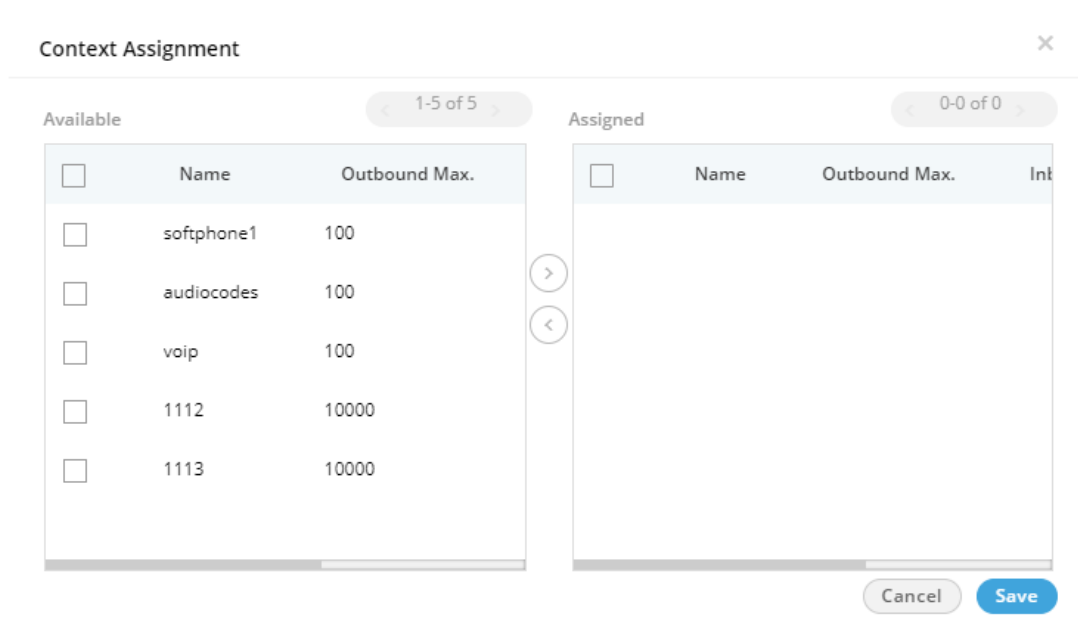 Context Assignment
Available
1-5 of 5
Assigned
0-0 of 0
Name Outbound Max.
Name Outbound Max. Inb
softphone1 100
audiocodes 100
voip 100
1112 10000
1113 10000
Cancel Save